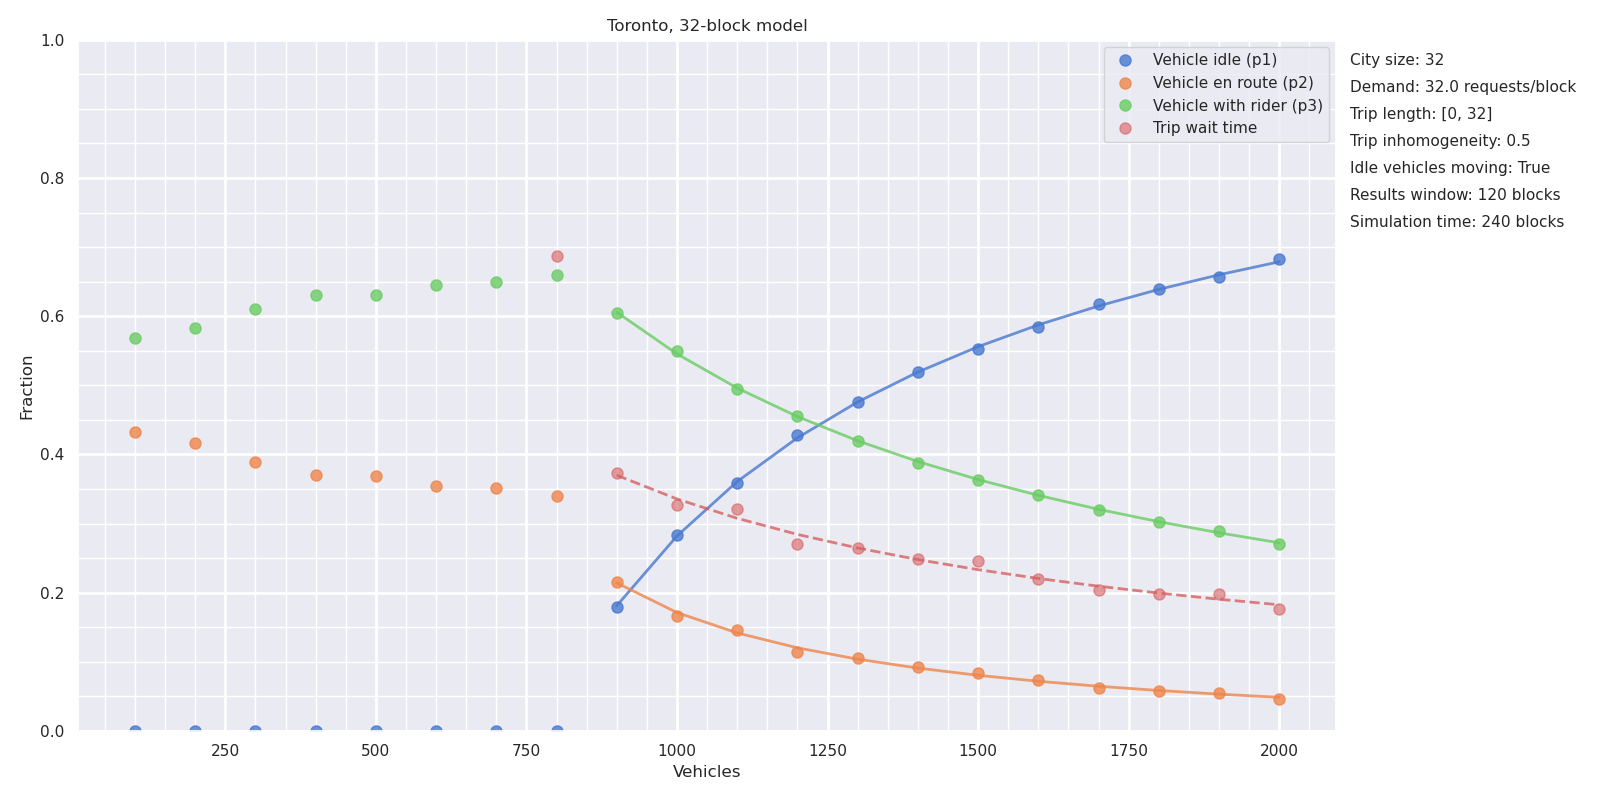 Toronto, 32-block model
1.0
0.8
0.6
0.4
0.2
0.0
Fraction
250
500
750
1000
1250
1500
1750
2000
Vehicles
Vehicle idle (p1)
Vehicle en route (p2)
Vehicle with rider (p3)
Trip wait time
City size: 32
Demand: 32.0 requests/block
Trip length: [0, 32]
Trip inhomogeneity: 0.5
Idle vehicles moving: True
Results window: 120 blocks
Simulation time: 240 blocks